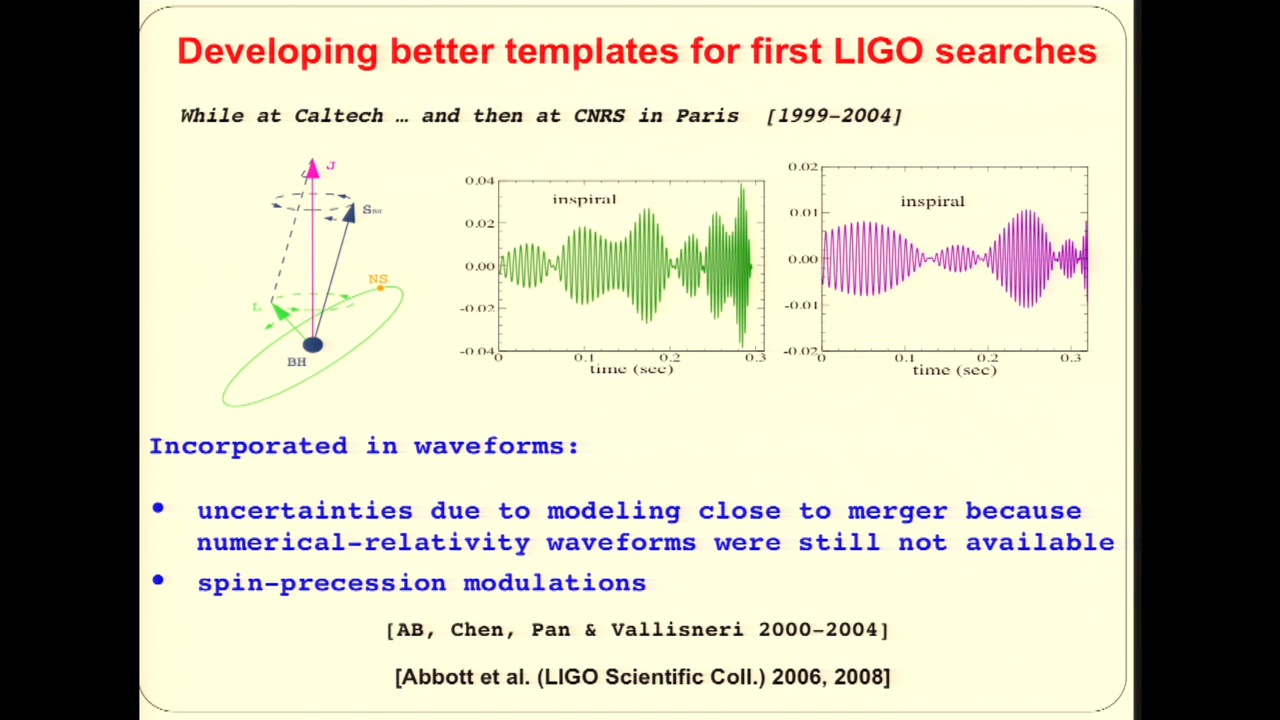 Developing better templates for first LIGO searches
While at Caltech … and then at CNRS in Paris [1999-2004]
J
S
NS
L
BH
0.04
0.02
0.00
-0.02
-0.04
inspiral
0 0.1 0.2 0.3
time (sec)
0.02
0.01
0.00
-0.01
-0.02
inspiral
0 0.1 0.2 0.3
time (sec)
Incorporated in waveforms:
• uncertainties due to modeling close to merger because
numerical-relativity waveforms were still not available
• spin-precession modulations
[AB, Chen, Pan & Vallisneri 2000-2004]
[Abbott et al. (LIGO Scientific Coll.) 2006, 2008]